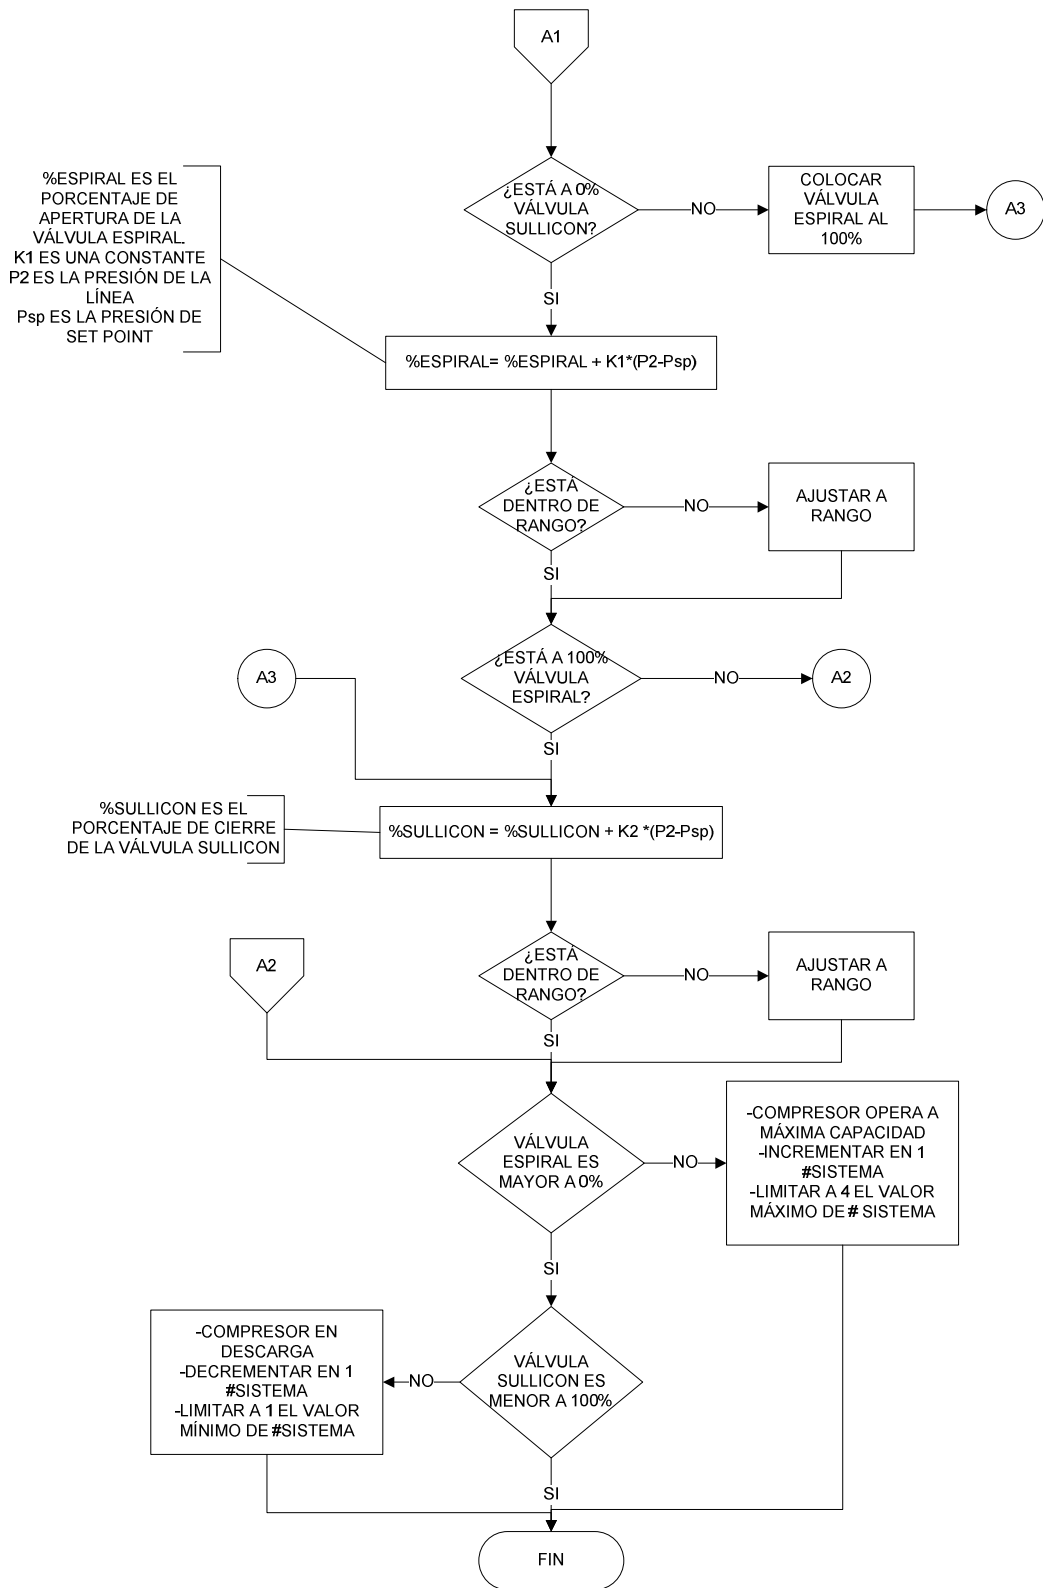 A1
¿ESTÁ A 0%
VÁLVULA
SULLICON?
NO
COLOCAR
VÁLVULA
ESPIRAL AL
100%
A3
%ESPIRAL ES EL
PORCENTAJE DE
APERTURA DE LA
VÁLVULA ESPIRAL.
K1 ES UNA CONSTANTE
P2 ES LA PRESIÓN DE LA
LÍNEA
Psp ES LA PRESIÓN DE
SET POINT
SI
%ESPIRAL= %ESPIRAL + K1*(P2-Psp)
¿ESTÁ
DENTRO DE
RANGO?
NO
AJUSTAR A
RANGO
SI
A3
¿ESTÁ A 100%
VÁLVULA
ESPIRAL?
NO
A2
SI
%SULLICON ES EL
PORCENTAJE DE CIERRE
DE LA VÁLVULA SULLICON
%SULLICON = %SULLICON + K2 *(P2-Psp)
A2
¿ESTÁ
DENTRO DE
RANGO?
NO
AJUSTAR A
RANGO
SI
VÁLVULA
ESPIRAL ES
MAYOR A 0%
NO
-COMPRESOR OPERA A
MÁXIMA CAPACIDAD
-INCREMENTAR EN 1
#SISTEMA
-LIMITAR A 4 EL VALOR
MÁXIMO DE # SISTEMA
SI
-COMPRESOR EN
DESCARGA
-DECREMENTAR EN 1
#SISTEMA
-LIMITAR A 1 EL VALOR
MÍNIMO DE #SISTEMA
NO
VÁLVULA
SULLICON ES
MENOR A 100%
SI
FIN